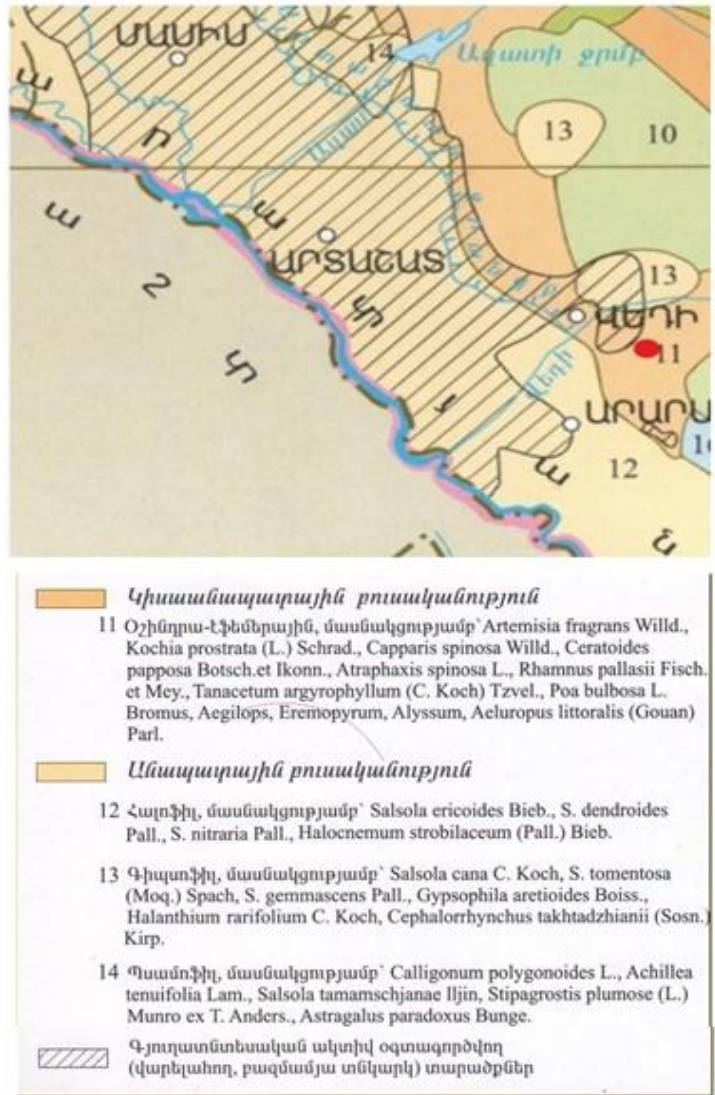 ՄԱՍԻՍ
14
Ազատի ջրմբ
13
10
Ազատ
ԱՐՏԱՇԱՏ
13
ՎԵԴԻ
11
Վեդի
ԱՐԱՐԱ
12
Կիսաանապատային բուսականություն
11 Օշինդրա-էֆեմերային, մասնակցությամբ՝ Artemisia fragrans Willd.,
Kochia prostrata (L.) Schrad., Capparis spinosa Willd., Ceratoides
papposa Botsch.et Ikonn., Atraphaxis spinosa L., Rhamnus pallasii Fisch.
et Mey., Tanacetum argyrophyllum (C. Koch) Tzvel., Poa bulbosa L.
Bromus, Aegilops, Eremopyrum, Alyssum, Aeluropus littoralis (Gouan)
Parl.
Անապատային բուսականություն
12 Հալոֆիլ, մասնակցությամբ՝ Salsola ericoides Bieb., S. dendroides
Pall., S. nitraria Pall., Halocnemum strobilaceum (Pall.) Bieb.
13 Գիպսոֆիլ, մասնակցությամբ՝ Salsola cana C. Koch, S. tomentosa
(Moq.) Spach, S. gemmascens Pall., Gypsophila aretioides Boiss.,
Halanthium rarifolium C. Koch, Cephalorrhynchus takhtadzhianii (Sosn.)
Kirp.
14 Պսամոֆիլ, մասնակցությամբ՝ Calligonum polygonoides L., Achillea
tenuifolia Lam., Salsola tamamschjanae Iljin, Stipagrostis plumose (L.)
Munro ex T. Anders., Astragalus paradoxus Bunge.
Գյուղատնտեսական ակտիվ օգտագործվող
(վարելահող, բազմամյա տնկարկ) տարածքներ